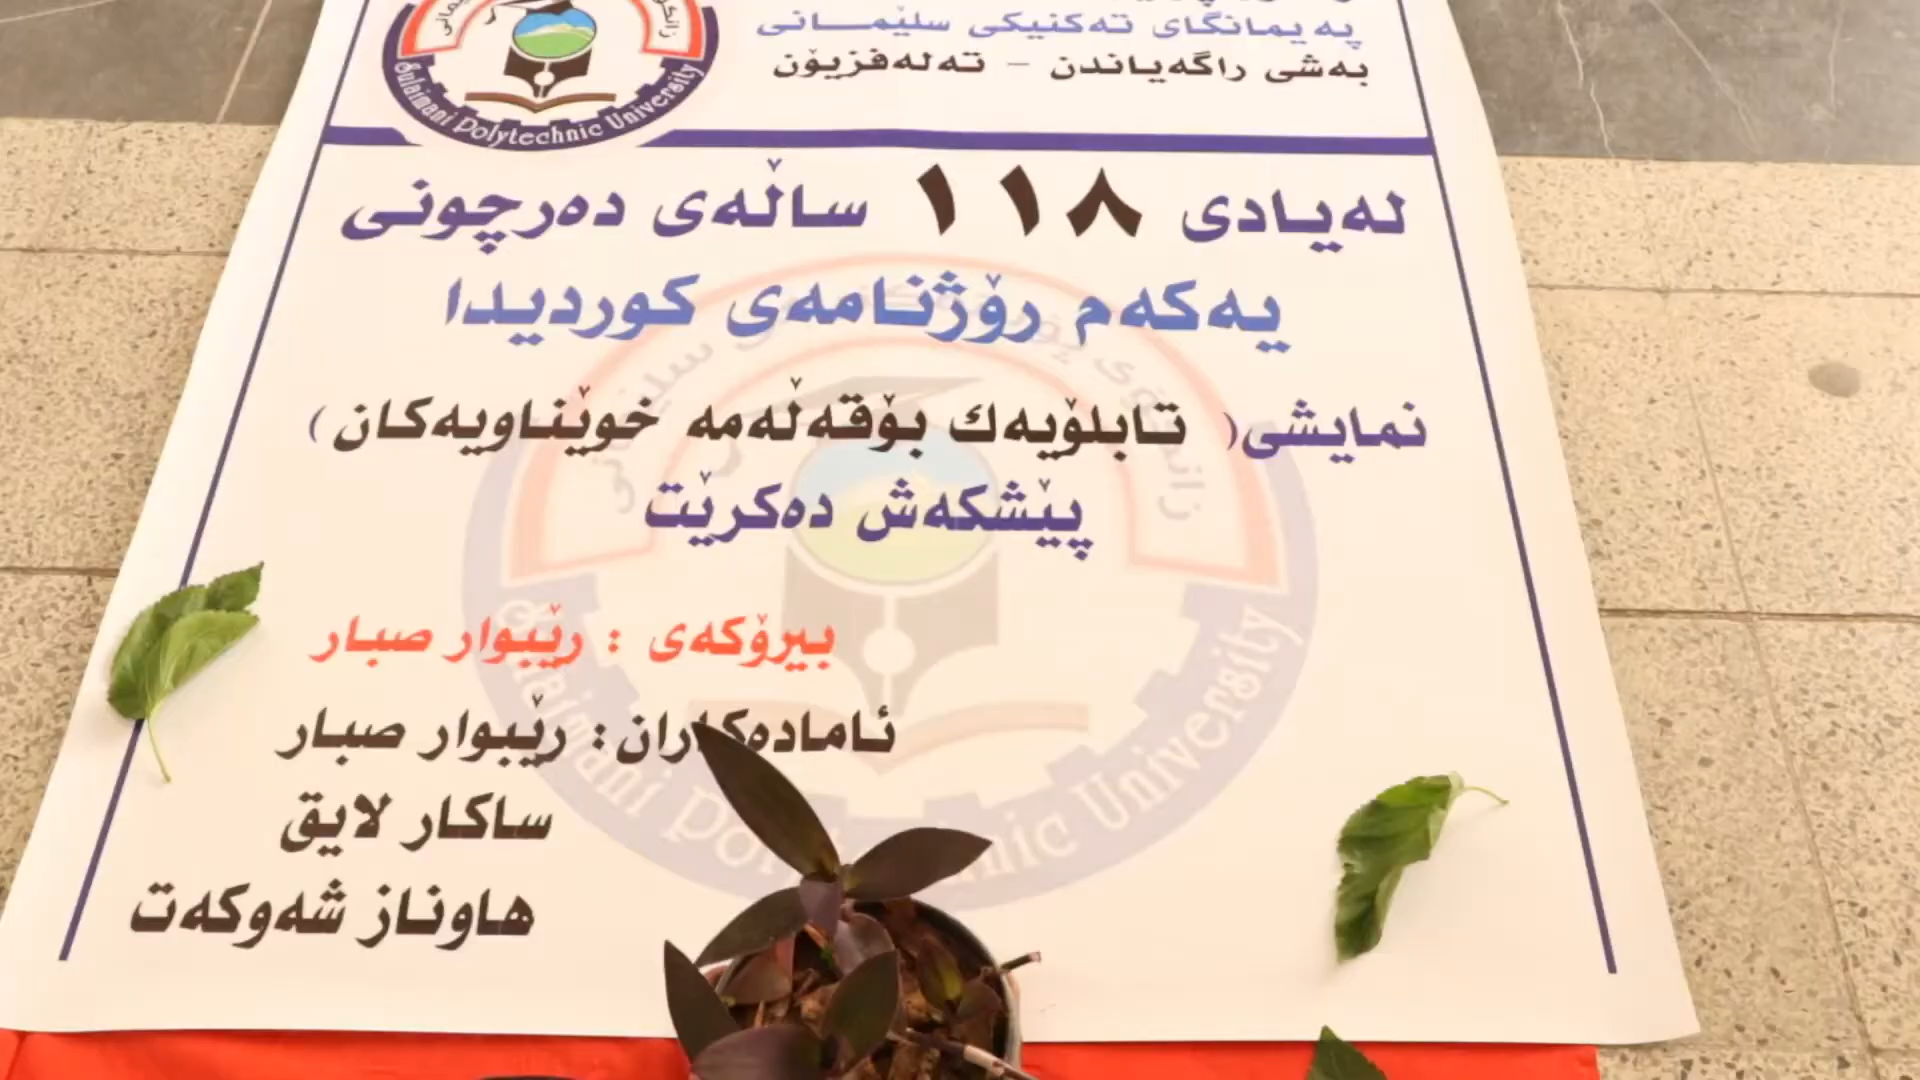 پەیمانگای تەکنیکی سلێمانی
بەشی راگەیاندن - تەلەفزیۆن
Sulaimani Polytechnic University
لەیادی ١١٨ ساڵەی دەرچونی
یەکەم رۆژنامەی کوردیدا
نمایشی( تابلۆیەك بۆقەڵەمە خوێناویەکان)
پێشکەش دەکرێت
بیرۆکەی : رێبوار صبار
ئامادەکاران: رێبوار صبار
ساکار لایق
هاوناز شەوکەت